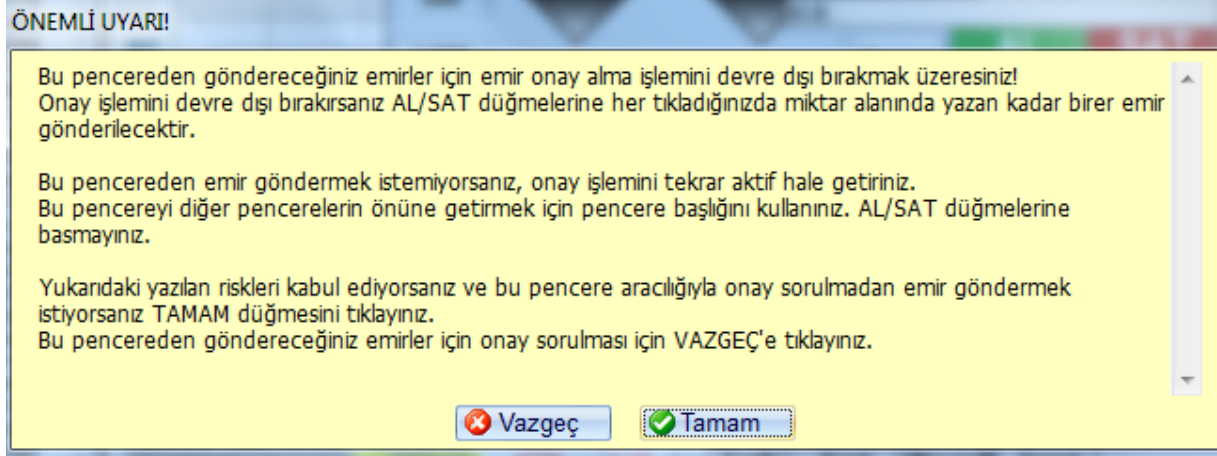 ÖNEMLİ UYARI!
Bu pencereden göndereceğiniz emirler için emir onay alma işlemini devre dışı bırakmak üzeresiniz!
Onay işlemini devre dışı bırakırsanız AL/SAT düğmelerine her tıkladığınızda miktar alanında yazan kadar birer emir
gönderilecektir.
Bu pencereden emir göndermek istemiyorsanız, onay işlemini tekrar aktif hale getiriniz.
Bu pencereyi diğer pencerelerin önüne getirmek için pencere başlığını kullanınız. AL/SAT düğmelerine
basmayınız.
Yukarıdaki yazılan riskleri kabul ediyorsanız ve bu pencere aracılığıyla onay sorulmadan emir göndermek
istiyorsanız TAMAM düğmesini tıklayınız.
Bu pencereden göndereceğiniz emirler için onay sorulması için VAZGEÇ'e tıklayınız.
Vazgeç Tamam